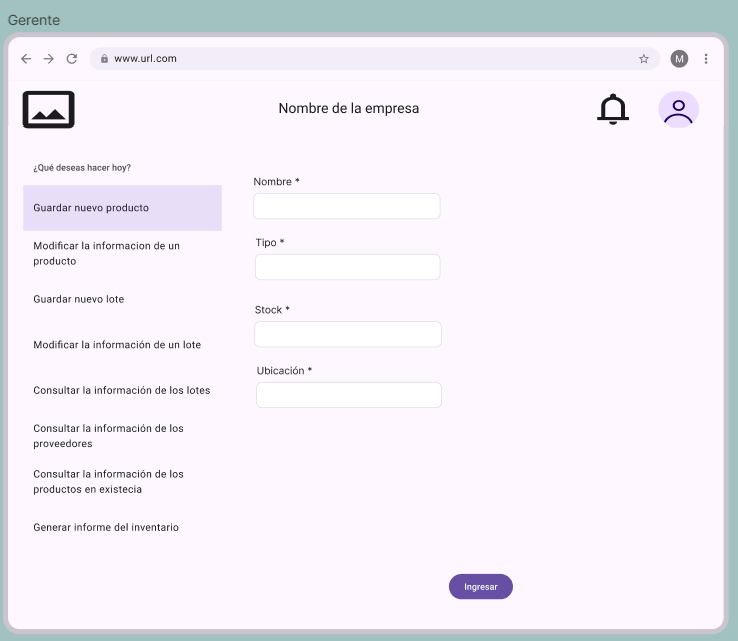 Gerente
www.url.com
M
Nombre de la empresa
¿Qué deseas hacer hoy?
Guardar nuevo producto
Modificar la informacion de un
producto
Guardar nuevo lote
Modificar la información de un lote
Consultar la información de los lotes
Consultar la información de los
proveedores
Consultar la información de los
productos en existecia
Generar informe del inventario
Nombre *
Tipo *
Stock *
Ubicación *
Ingresar